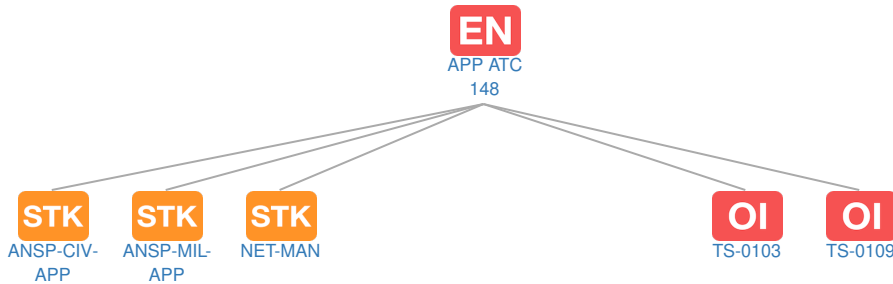 EN
APP ATC
148
STK
STK
STK
OI
OI
ANSP-CIV-
APP
ANSP-MIL-
APP
NET-MAN
TS-0103
TS-0109